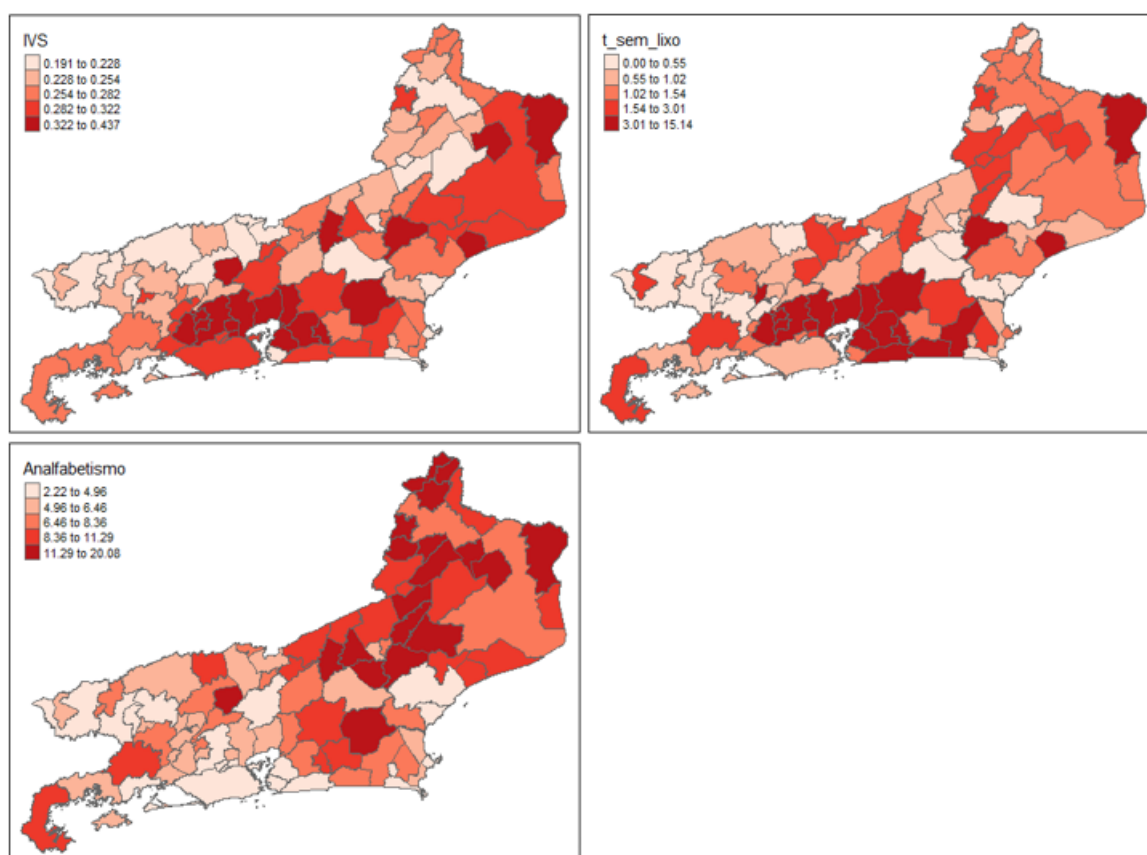 IVS
0.191 to 0.228
0.228 to 0.254
0.254 to 0.282
0.282 to 0.322
0.322 to 0.437
t_sem_lixo
0.00 to 0.55
0.55 to 1.02
1.02 to 1.54
1.54 to 3.01
3.01 to 15.14
Analfabetismo
2.22 to 4.96
4.96 to 6.46
6.46 to 8.36
8.36 to 11.29
11.29 to 20.08